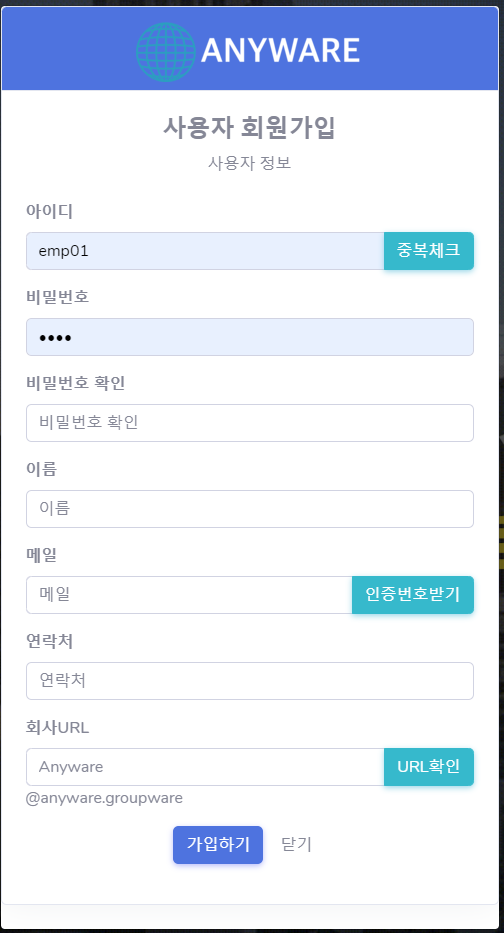 ANYWARE
사용자 회원가입
사용자 정보
아이디
emp01 중복체크
비밀번호
••••
비밀번호 확인
비밀번호 확인
이름
이름
메일
메일 인증번호받기
연락처
연락처
회사URL
Anyware URL확인
@anyware.groupware
가입하기 닫기